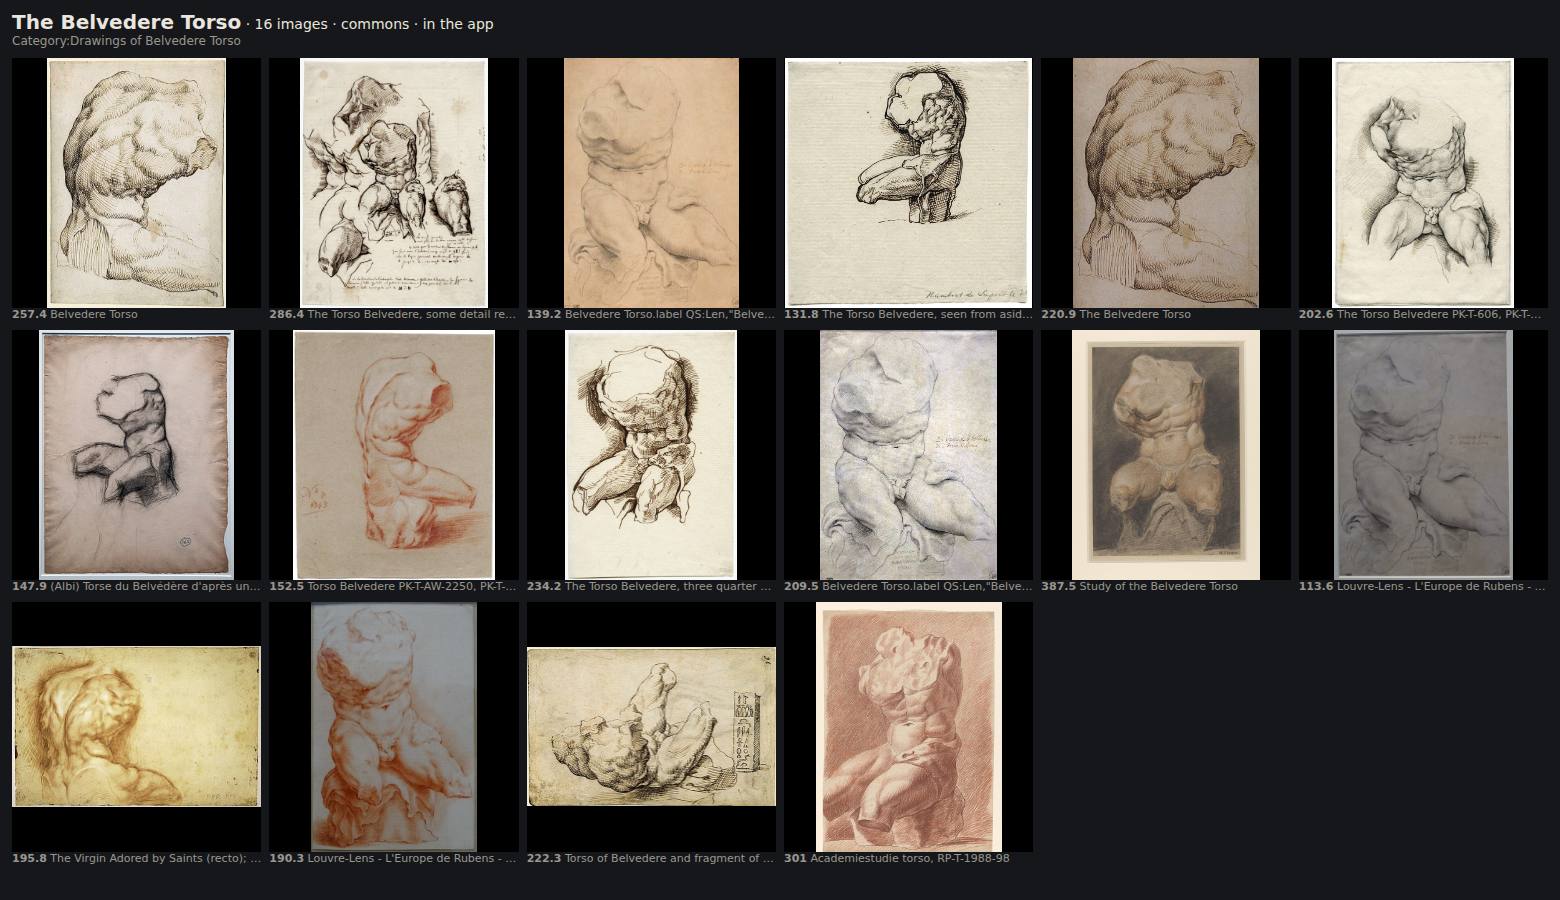 The Belvedere Torso · 16 images · commons · in the app
Category:Drawings of Belvedere Torso
257.4 Belvedere Torso
286.4 The Torso Belvedere, some detail re...
139.2 Belvedere Torso.label QS:Len,"Belve...
131.8 The Torso Belvedere, seen from asid...
220.9 The Belvedere Torso
202.6 The Torso Belvedere PK-T-606, PK-T-...
147.9 (Albi) Torse du Belvédère d'après un...
152.5 Torso Belvedere PK-T-AW-2250, PK-T-...
234.2 The Torso Belvedere, three quarter ...
209.5 Belvedere Torso.label QS:Len,"Belve...
387.5 Study of the Belvedere Torso
113.6 Louvre-Lens - L'Europe de Rubens - ...
195.8 The Virgin Adored by Saints (recto); ...
190.3 Louvre-Lens - L'Europe de Rubens - ...
222.3 Torso of Belvedere and fragment of ...
301 Academiestudie torso, RP-T-1988-98